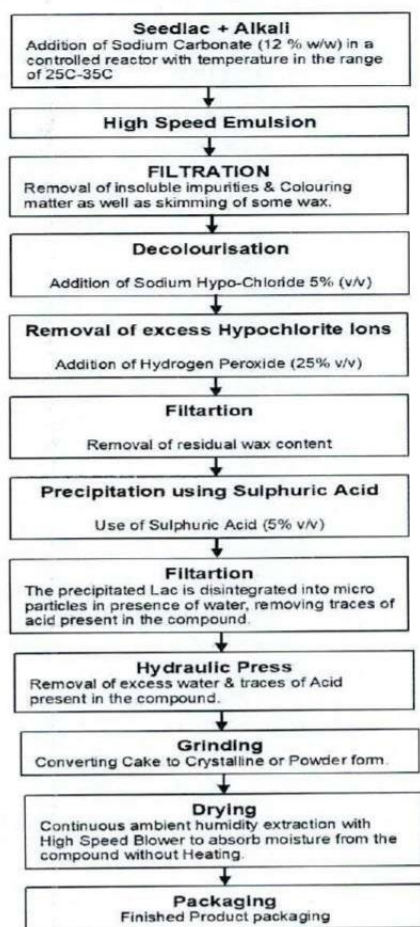 Seedlac + Alkali
Addition of Sodium Carbonate (12 % w/w) in a
controlled reactor with temperature in the range
of 25C-35C
High Speed Emulsion
FILTRATION
Removal of insoluble impurities & Colouring
matter as well as skimming of some wax.
Decolourisation
Addition of Sodium Hypo-Chloride 5% (v/v)
Removal of excess Hypochlorite Ions
Addition of Hydrogen Peroxide (25% v/v)
Filtartion
Removal of residual wax content
Precipitation using Sulphuric Acid
Use of Sulphuric Acid (5% v/v)
Filtartion
The precipitated Lac is disintegrated into micro
particles in presence of water, removing traces of
acid present in the compound.
Hydraulic Press
Removal of excess water & traces of Acid
present in the compound.
Grinding
Converting Cake to Crystalline or Powder form.
Drying
Continuous ambient humidity extraction with
High Speed Blower to absorb moisture from the
compound without Heating.
Packaging
Finished Product packaging